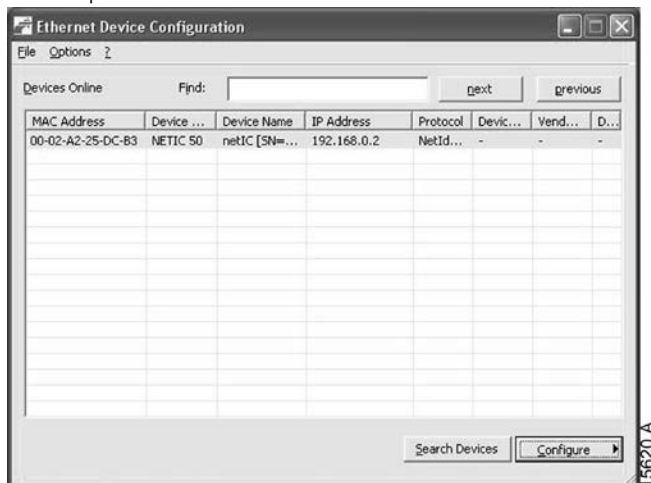 Ethernet Device Configuration
File Options ?
Devices Online Find: next previous
MAC Address Device ... Device Name IP Address Protocol Devic... Vend... D...
00-02-A2-25-DC-B3 NETIC 50 netIC [SN=... 192.168.0.2 NetId... - - -
Search Devices Configure
15620 A